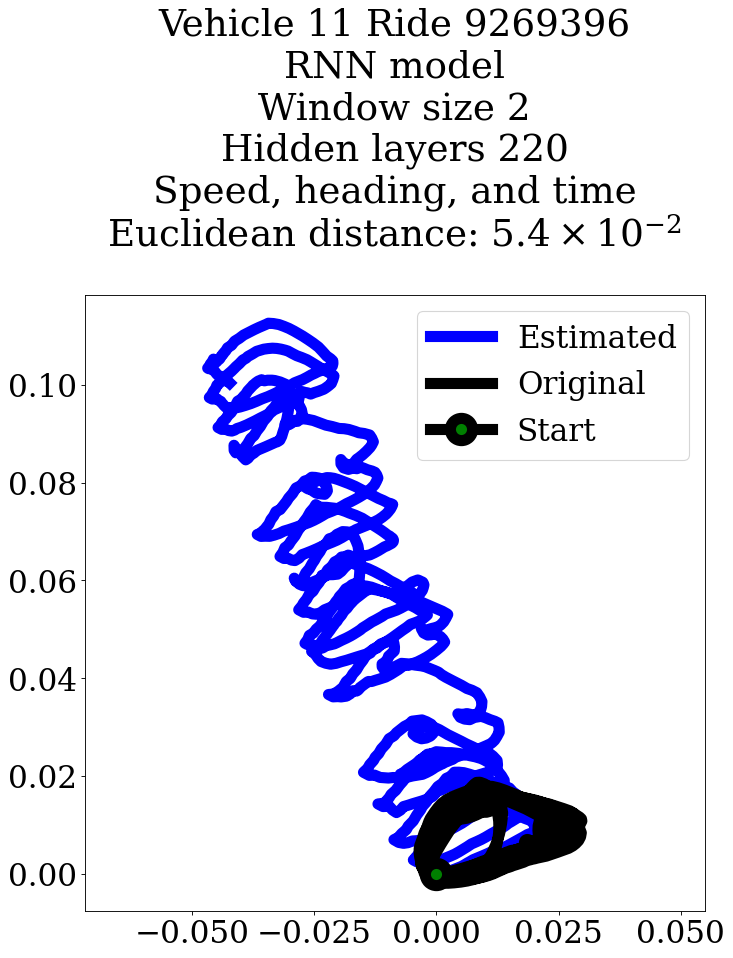 Vehicle 11 Ride 9269396
RNN model
Window size 2
Hidden layers 220
Speed, heading, and time
Euclidean distance: 5.4 × 10⁻²
Estimated
Original
Start
0.10
0.08
0.06
0.04
0.02
0.00
−0.050 −0.025 0.000 0.025 0.050